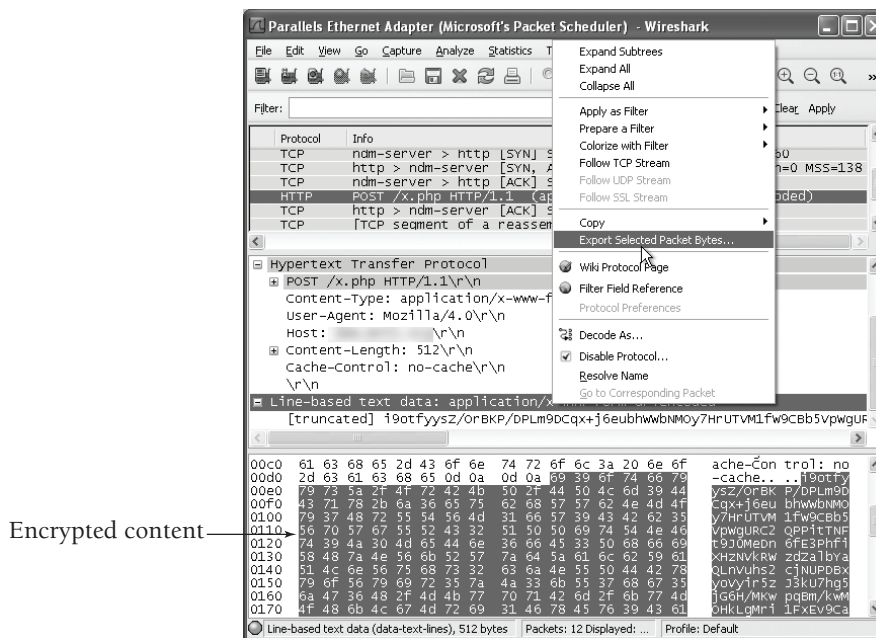 Parallels Ethernet Adapter (Microsoft's Packet Scheduler) - Wireshark
File Edit View Go Capture Analyze Statistics T
Filter:
Clear Apply
Protocol Info
TCP ndm-server > http [SYN] S
TCP http > ndm-server [SYN, A n=0 MSS=138
TCP ndm-server > http [ACK] S
HTTP POST /x.php HTTP/1.1 (ap oded)
TCP http > ndm-server [ACK] S
TCP [TCP segment of a reassem
Expand Subtrees
Expand All
Collapse All
Apply as Filter
Prepare a Filter
Colorize with Filter
Follow TCP Stream
Follow UDP Stream
Follow SSL Stream
Copy
Export Selected Packet Bytes...
Wiki Protocol Page
Filter Field Reference
Protocol Preferences
Decode As...
Disable Protocol...
Resolve Name
Go to Corresponding Packet
Hypertext Transfer Protocol
POST /x.php HTTP/1.1\r\n
Content-Type: application/x-www-f
User-Agent: Mozilla/4.0\r\n
Host: \r\n
Content-Length: 512\r\n
Cache-Control: no-cache\r\n
\r\n
Line-based text data: application/x
[truncated] i9otfyysZ/OrBKP/DPLm9DCqx+j6eubhWWbNMOy7HrUTVM1fW9CBb5VpWgUR
00c0 61 63 68 65 2d 43 6f 6e 74 72 6f 6c 3a 20 6e 6f ache-Con trol: no
00d0 2d 63 61 63 68 65 0d 0a 0d 0a 69 39 6f 74 66 79 -cache.. ..i9otfy
00e0 79 73 5a 2f 4f 72 42 4b 50 2f 44 50 4c 6d 39 44 ysZ/OrBK P/DPLm9D
00f0 43 71 78 2b 6a 36 65 75 62 68 57 57 62 4e 4d 4f Cqx+j6eu bhWWbNMO
0100 79 37 48 72 55 54 56 4d 31 66 57 39 43 42 62 35 y7HrUTVM 1fW9CBb5
0110 56 70 57 67 55 52 43 32 51 50 50 69 74 54 4e 46 VpWgURC2 QPPitTNF
0120 74 39 4a 30 4d 65 44 6e 36 66 45 33 50 68 66 69 t9J0MeDn 6fE3Phfi
0130 58 48 7a 4e 56 6b 52 57 7a 64 5a 61 6c 62 59 61 XHzNVkRW zdZalbYa
0140 51 4c 6e 56 75 68 73 32 63 6a 4e 55 50 44 42 78 QLnVuhs2 cjNUPDBx
0150 79 6f 56 79 69 72 35 7a 4a 33 6b 55 37 68 67 35 yoVyir5z J3kU7hg5
0160 6a 47 36 48 2f 4d 4b 77 70 71 42 6d 2f 6b 77 4d jG6H/MKw pqBm/kwM
0170 4f 48 6b 4c 67 4d 72 69 31 46 78 45 76 39 43 61 OHkLgMri 1FxEv9Ca
Encrypted content
Line-based text data (data-text-lines), 512 bytes Packets: 12 Displayed: ... Profile: Default